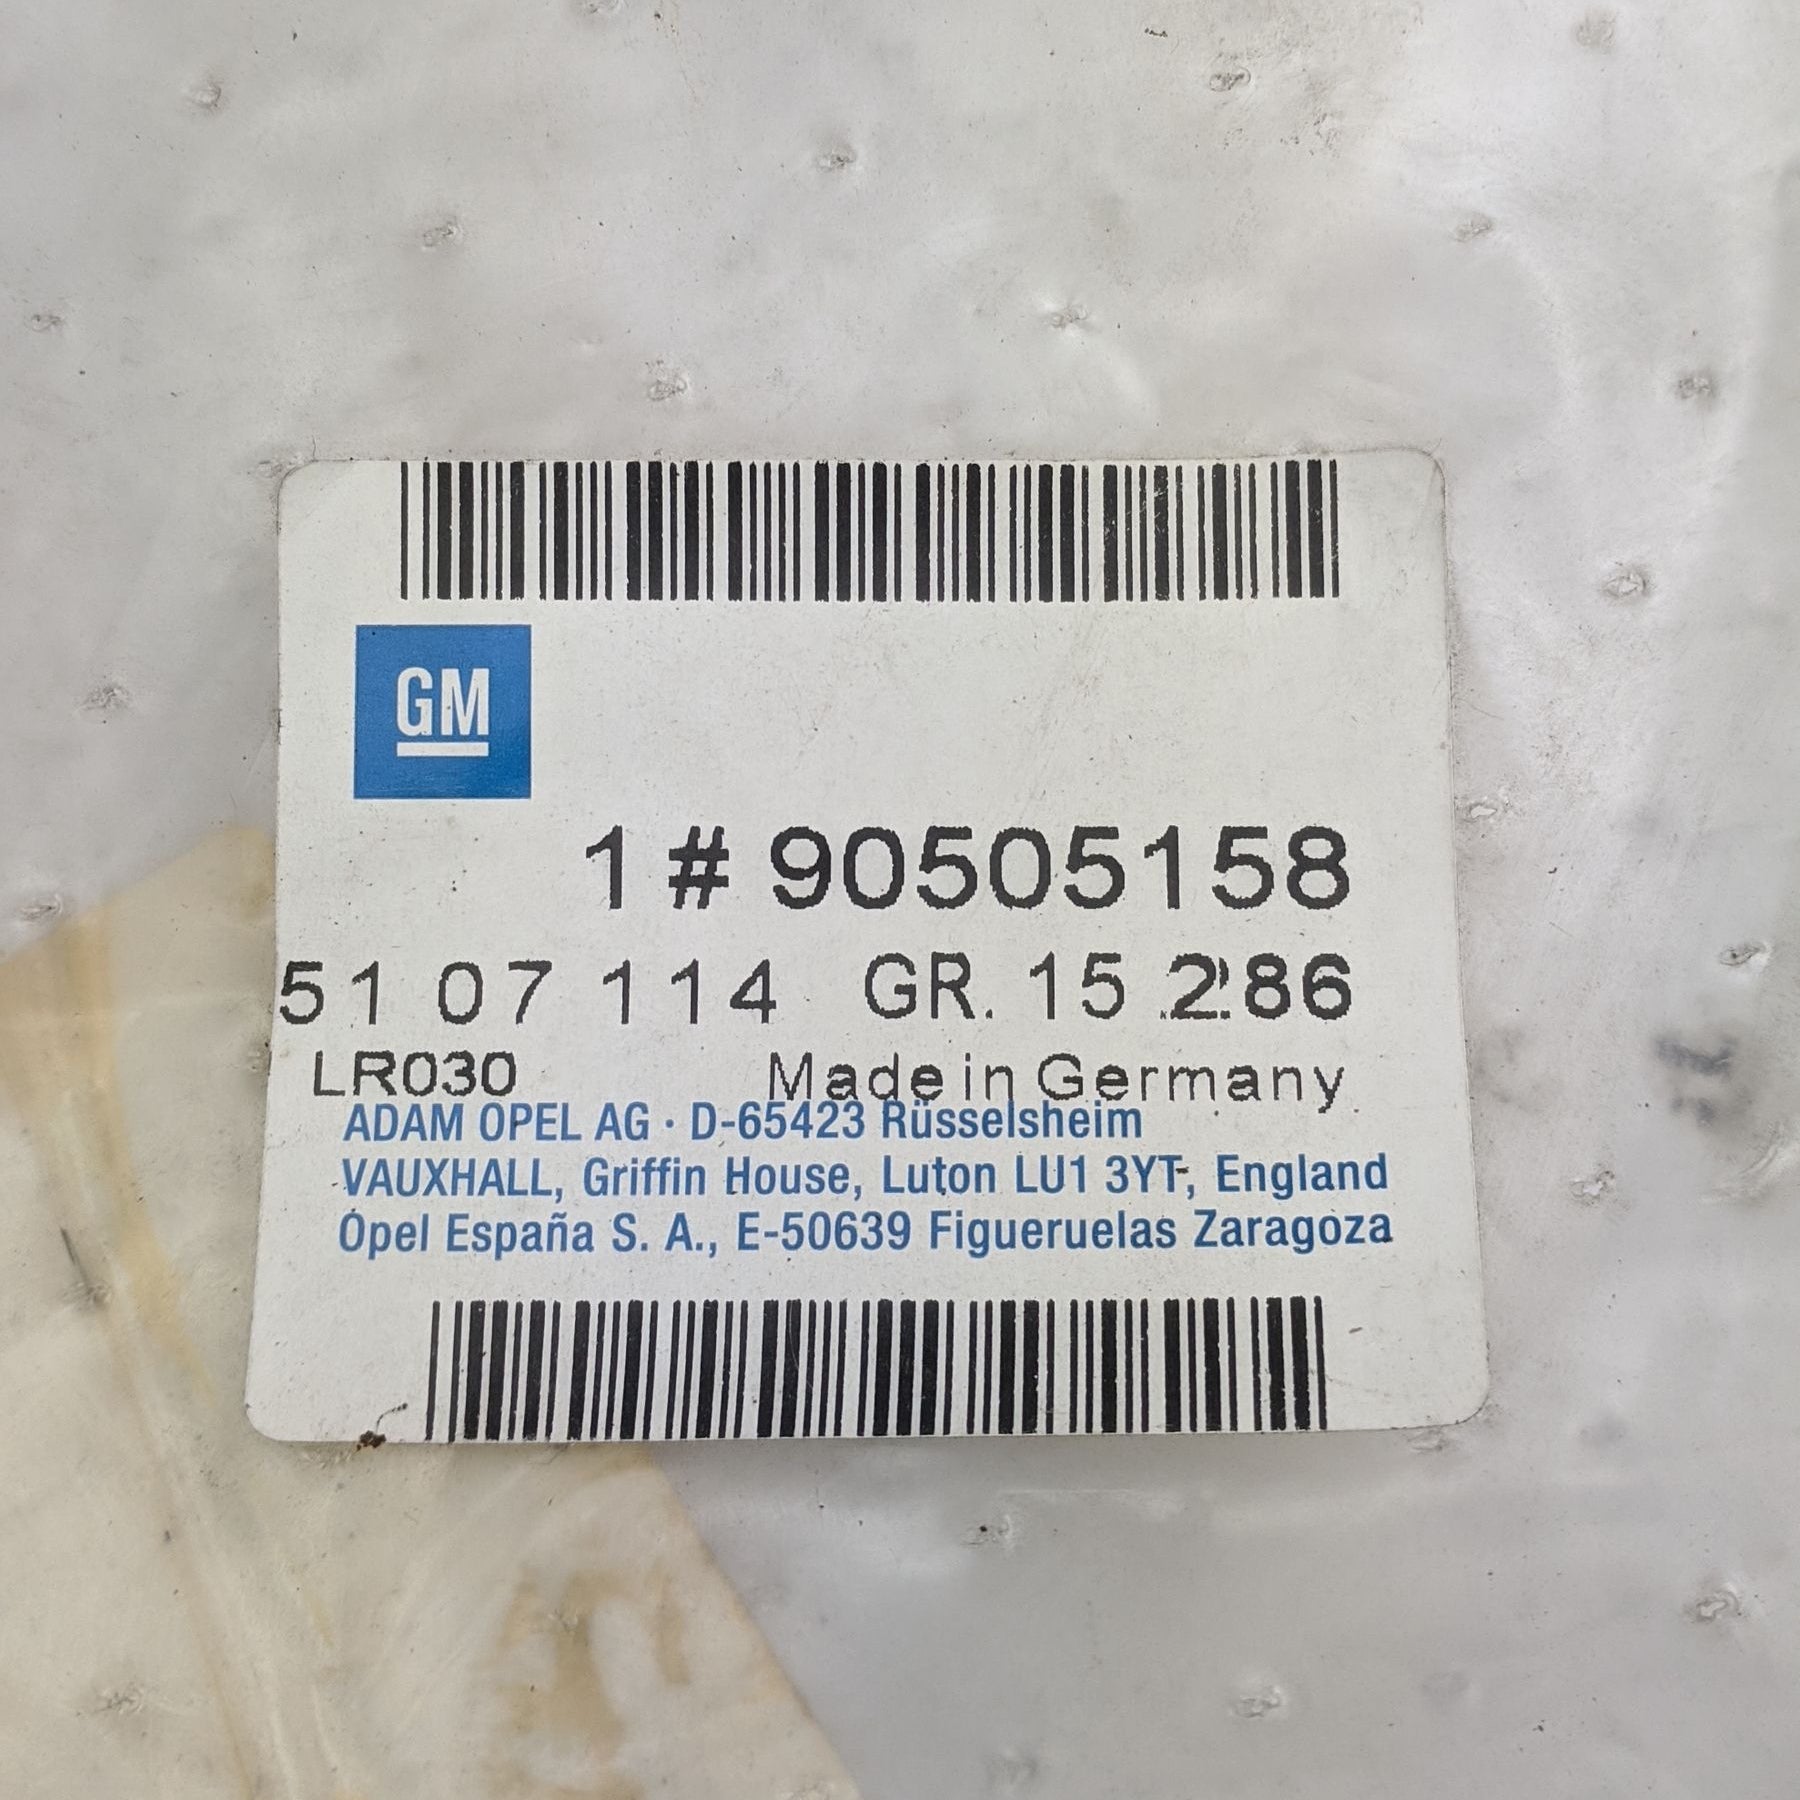 GM
1 # 90505158
51 07 114 GR. 15 2286
LR030 Made in Germany
ADAM OPEL AG · D-65423 Rüsselsheim
VAUXHALL, Griffin House, Luton LU1 3YT, England
Opel España S. A., E-50639 Figueruelas Zaragoza